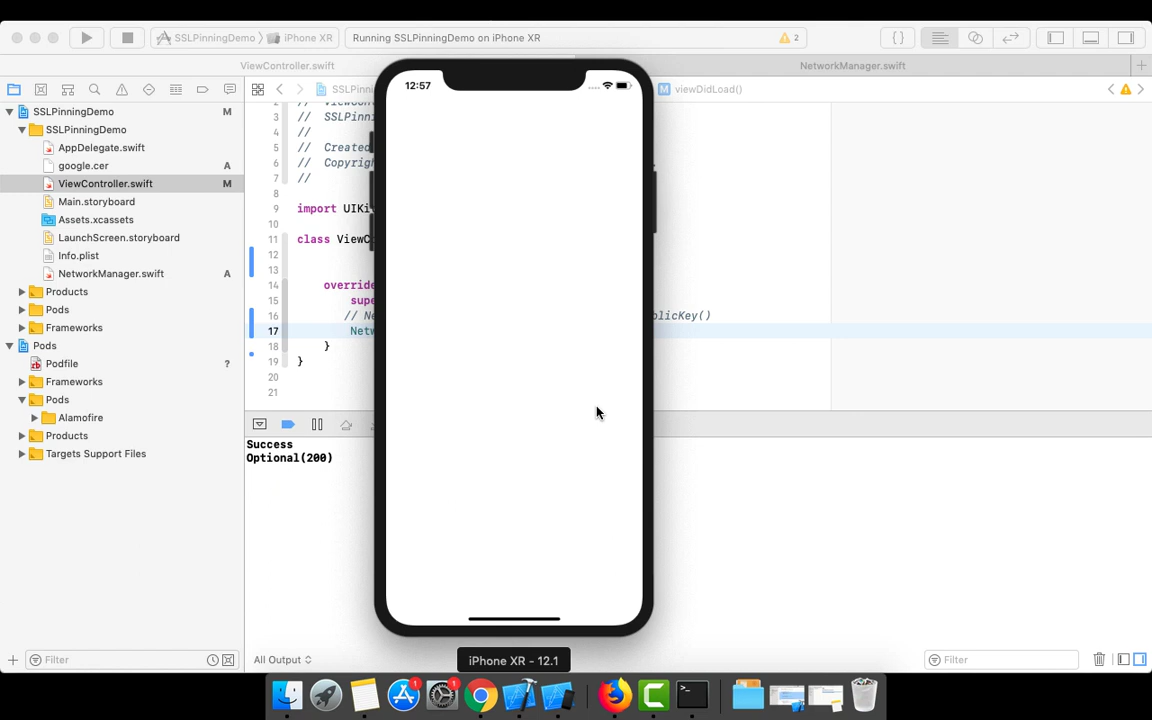 SSLPinningDemo
iPhone XR
Running SSLPinningDemo on iPhone XR
2
ViewController.swift
NetworkManager.swift
SSLPinningDemo M
SSLPinningDemo
AppDelegate.swift
google.cer A
ViewController.swift M
Main.storyboard
Assets.xcassets
LaunchScreen.storyboard
Info.plist
NetworkManager.swift A
Products
Pods
Frameworks
Pods
Podfile ?
Frameworks
Pods
Alamofire
Products
Targets Support Files
Filter
M viewDidLoad()
2 //
3 // SSLPinni
4 //
5 // Created
6 // Copyrigh
7 //
8
9 import UIKi
10
11 class ViewC
12
13
14 override
15 supe
16 // Ne blicKey()
17 Netw
18 }
19 }
20
21
12:57
Success
Optional(200)
All Output
Filter
iPhone XR - 12.1
1
1